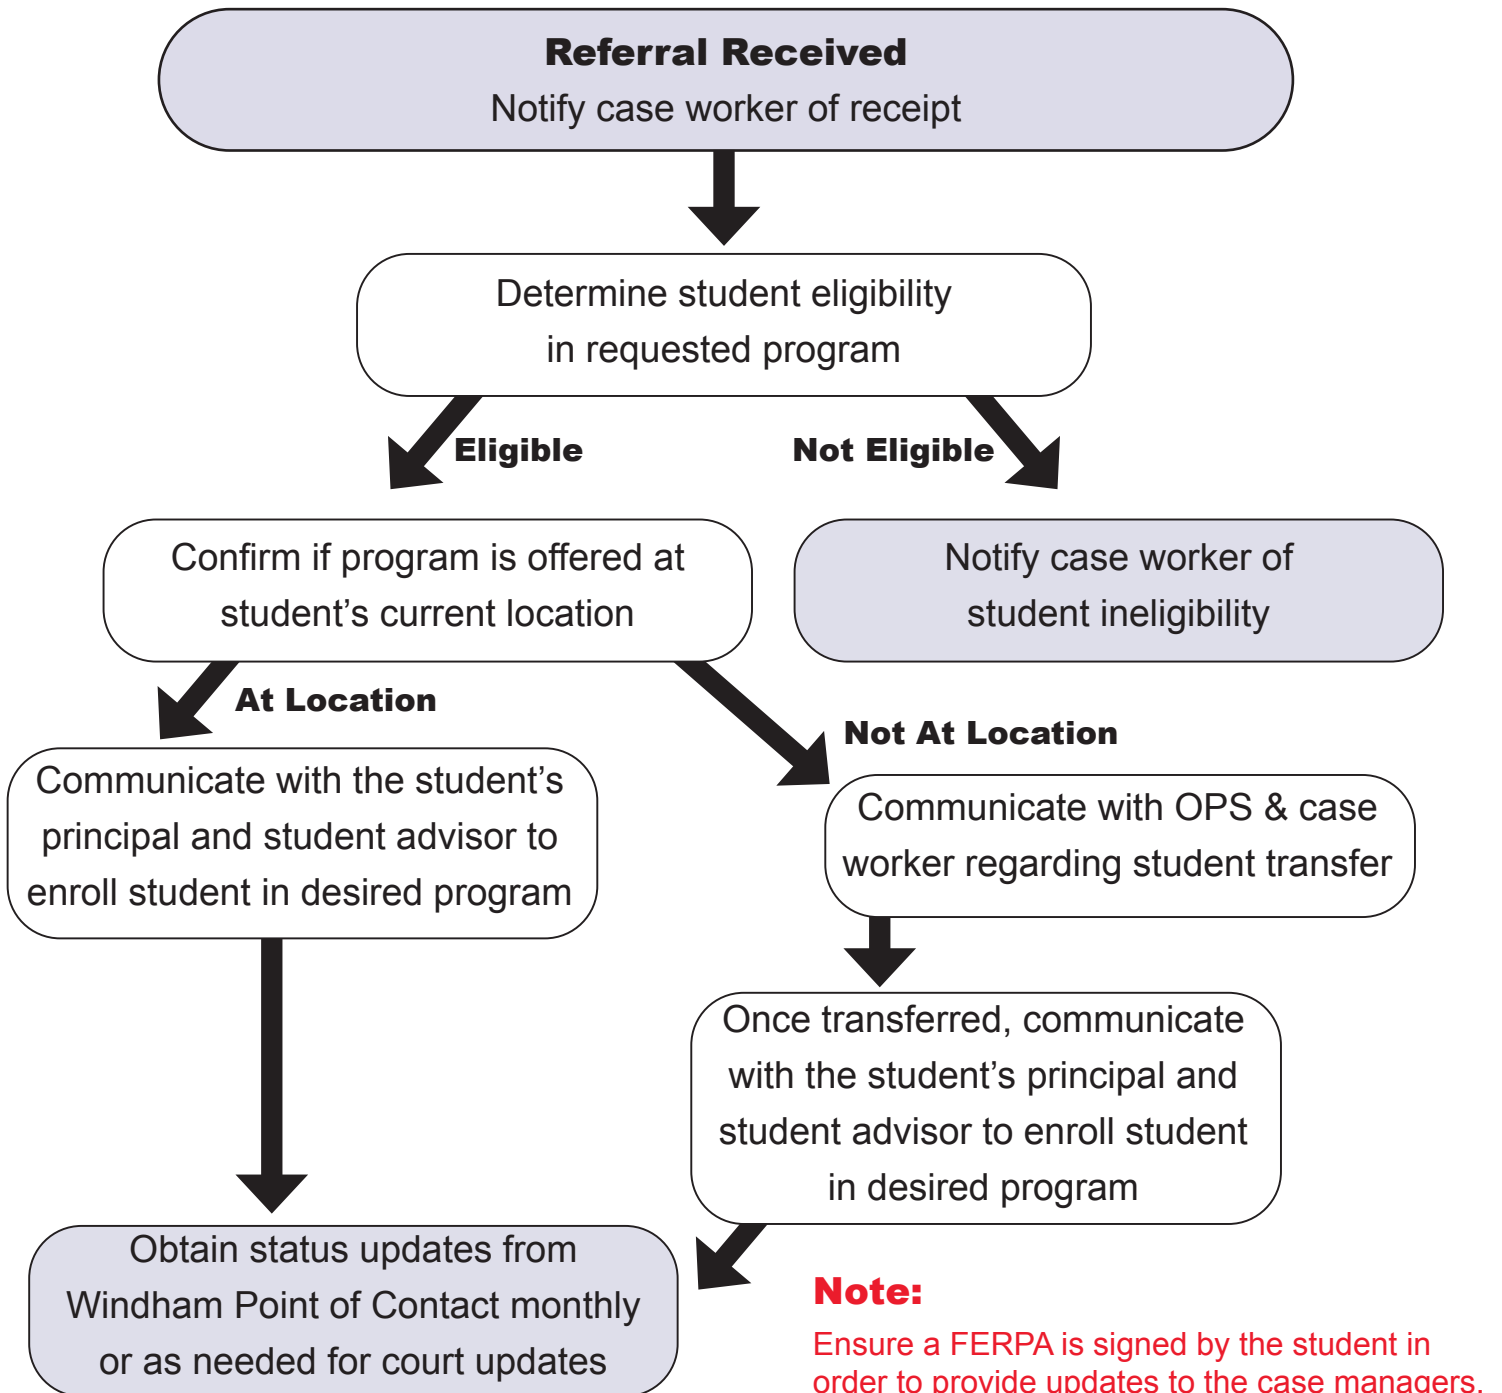 Referral Received
Notify case worker of receipt
Determine student eligibility
in requested program
Eligible
Not Eligible
Confirm if program is offered at
student’s current location
Notify case worker of
student ineligibility
At Location
Not At Location
Communicate with the student’s
principal and student advisor to
enroll student in desired program
Communicate with OPS & case
worker regarding student transfer
Once transferred, communicate
with the student’s principal and
student advisor to enroll student
in desired program
Obtain status updates from
Windham Point of Contact monthly
or as needed for court updates
Note:
Ensure a FERPA is signed by the student in
order to provide updates to the case managers.